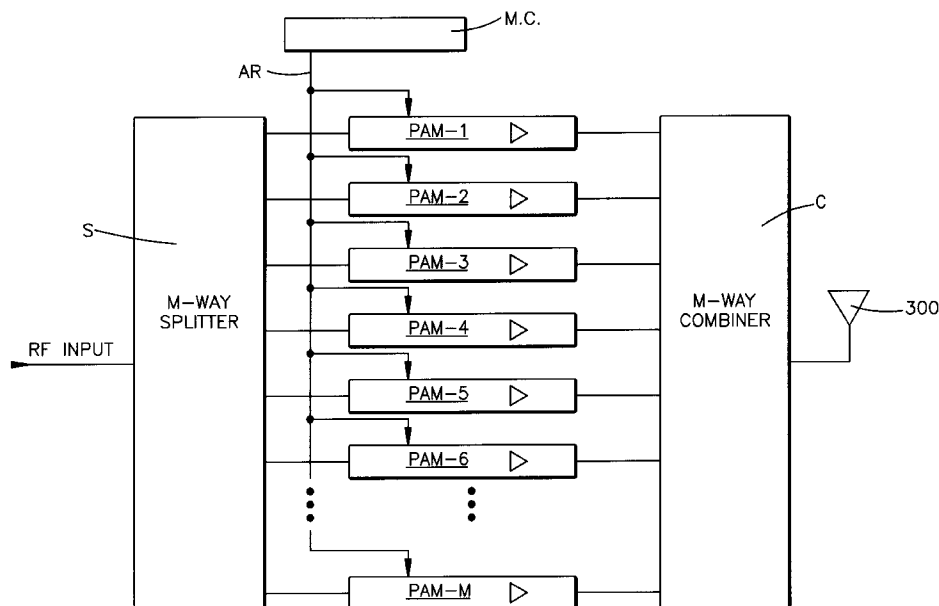 M.C.
AR
PAM-1
PAM-2
S
PAM-3
C
M-WAY
SPLITTER
M-WAY
COMBINER
300
PAM-4
RF INPUT
PAM-5
PAM-6
PAM-M